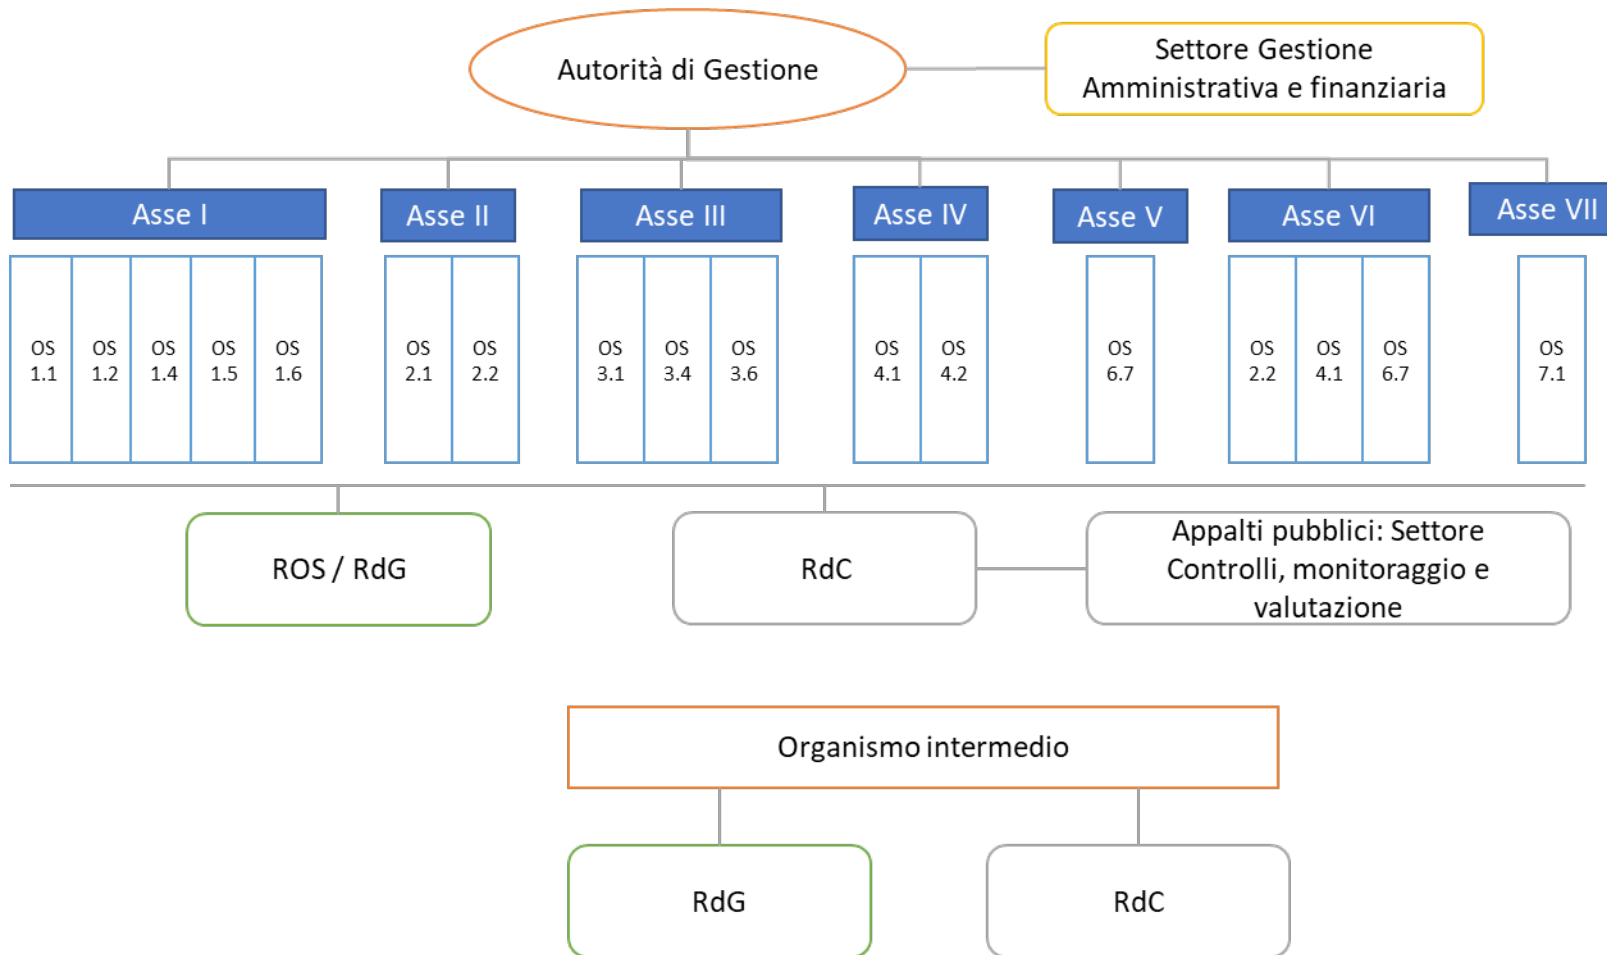 Autorità di Gestione
Settore Gestione
Amministrativa e finanziaria
Asse I
Asse II
Asse III
Asse IV
Asse V
Asse VI
Asse VII
OS
1.1
OS
1.2
OS
1.4
OS
1.5
OS
1.6
OS
2.1
OS
2.2
OS
3.1
OS
3.4
OS
3.6
OS
4.1
OS
4.2
OS
6.7
OS
2.2
OS
4.1
OS
6.7
OS
7.1
ROS / RdG
RdC
Appalti pubblici: Settore
Controlli, monitoraggio e
valutazione
Organismo intermedio
RdG
RdC